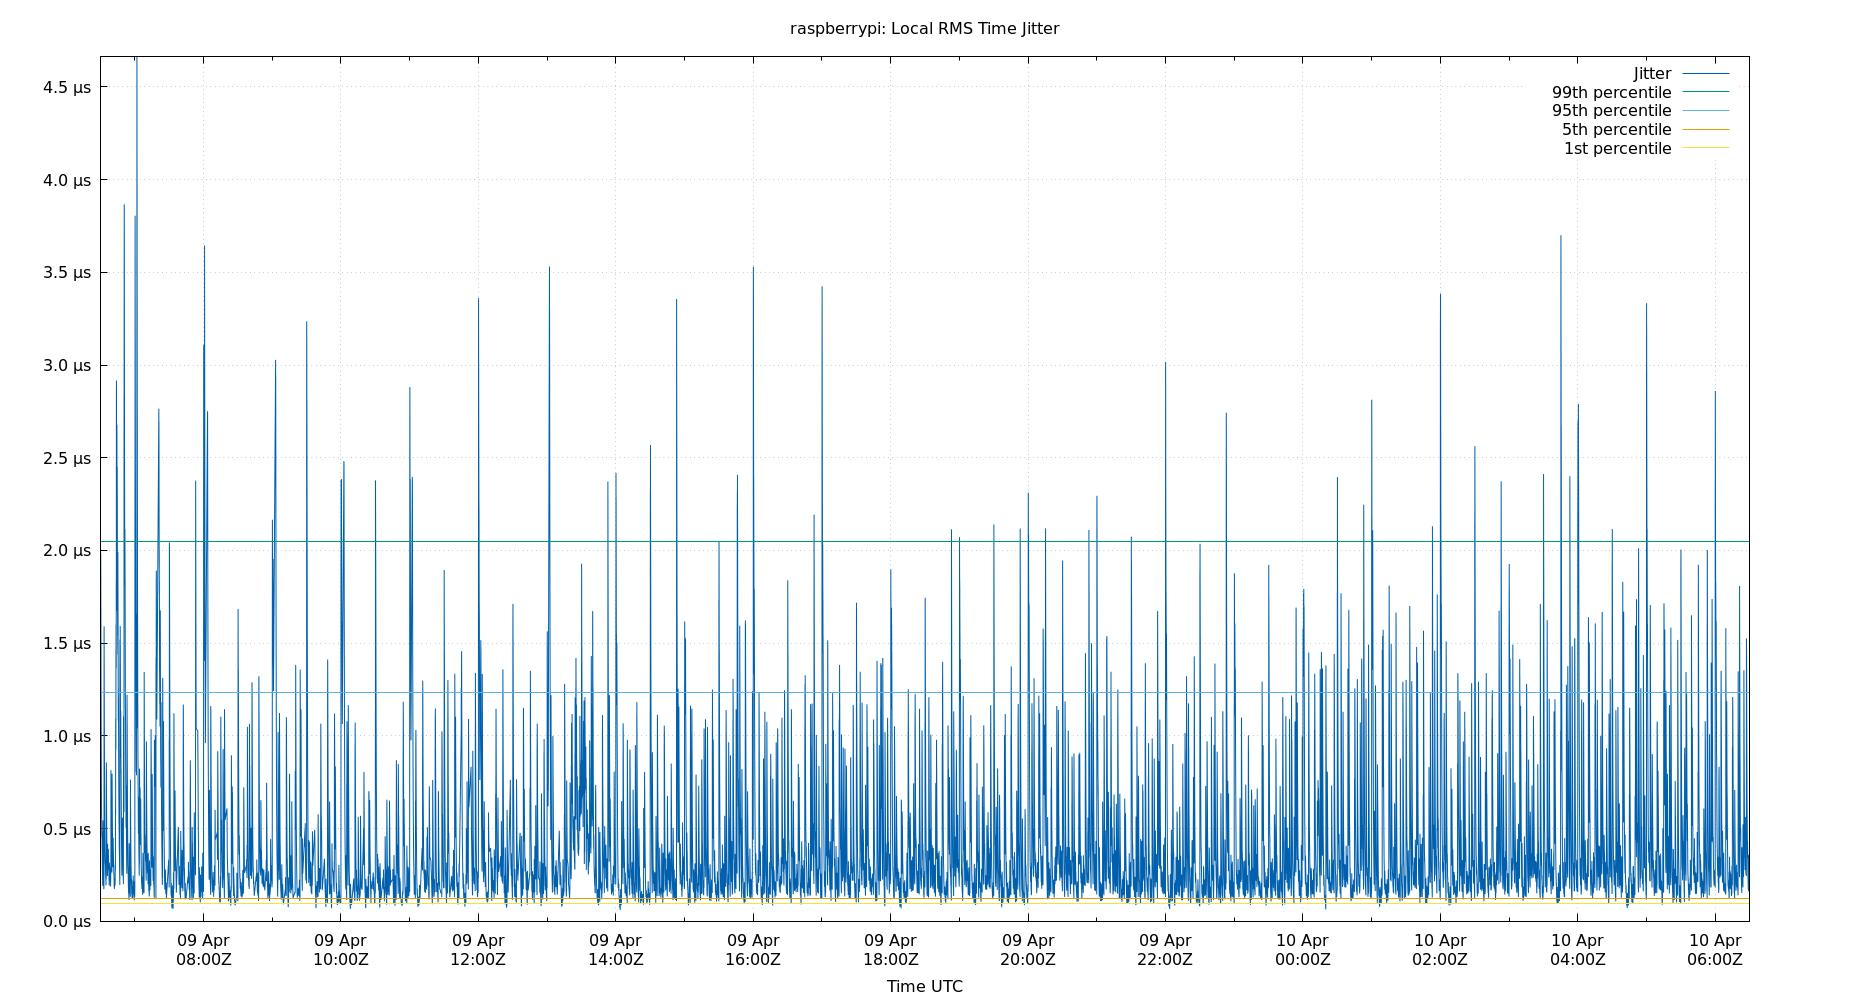 raspberrypi: Local RMS Time Jitter
Jitter
99th percentile
95th percentile
5th percentile
1st percentile
4.5 µs
4.0 µs
3.5 µs
3.0 µs
2.5 µs
2.0 µs
1.5 µs
1.0 µs
0.5 µs
0.0 µs
09 Apr 09 Apr 09 Apr 09 Apr 09 Apr 09 Apr 09 Apr 09 Apr 10 Apr 10 Apr 10 Apr 10 Apr
08:00Z 10:00Z 12:00Z 14:00Z 16:00Z 18:00Z 20:00Z 22:00Z 00:00Z 02:00Z 04:00Z 06:00Z
Time UTC